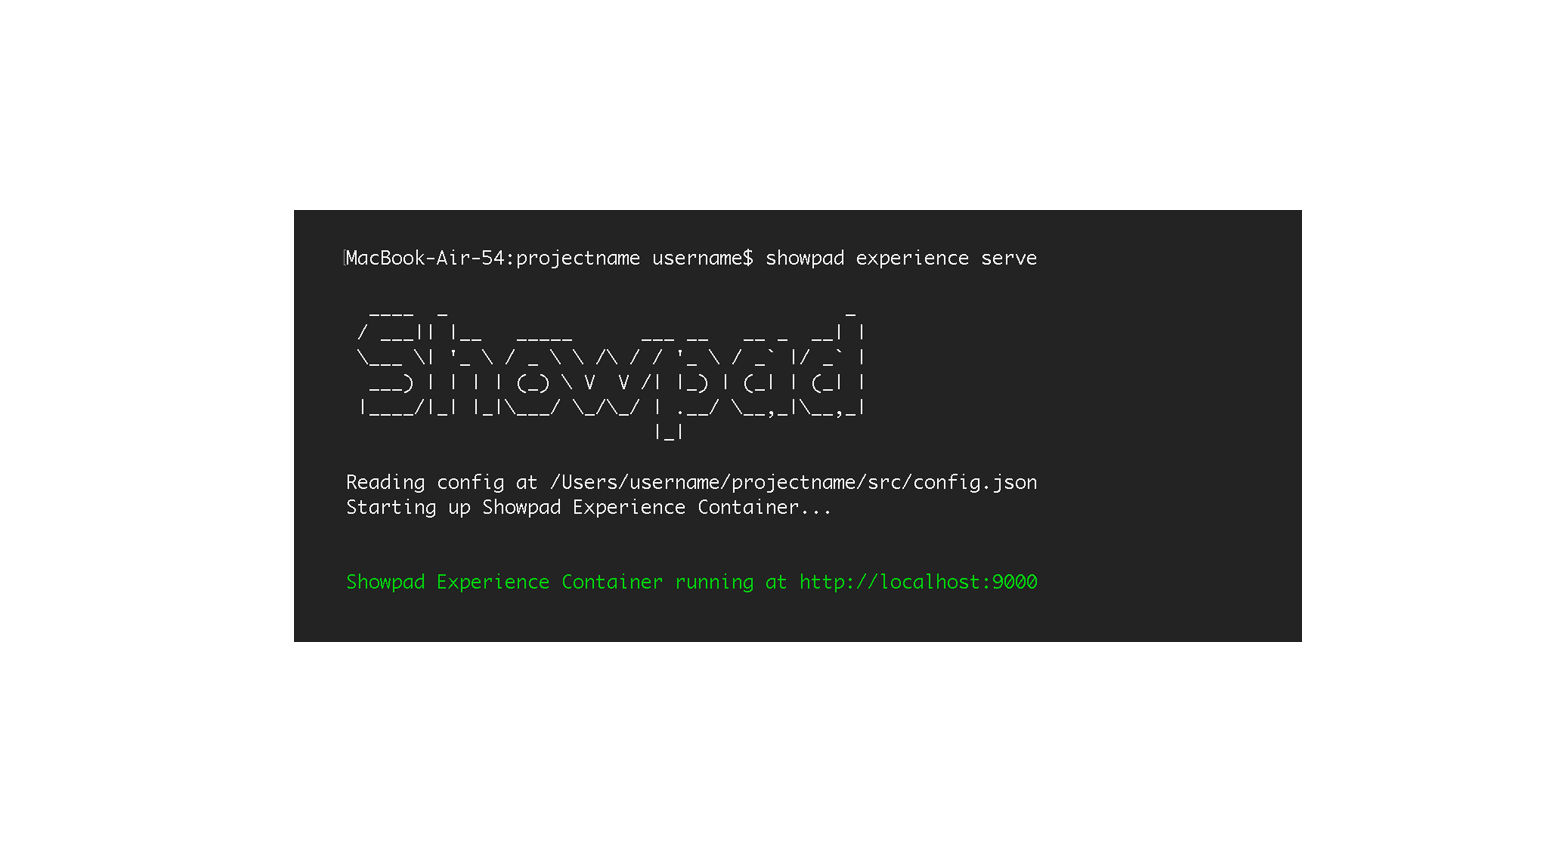 MacBook-Air-54:projectname username$ showpad experience serve
  ____  _                                   _
 / ___|| |__   _____      ___ __   __ _  __| |
 \___ \| '_ \ / _ \ \ /\ / / '_ \ / _` |/ _` |
  ___) | | | | (_) \ V  V /| |_) | (_| | (_| |
 |____/|_| |_|\___/ \_/\_/ | .__/ \__,_|\__,_|
                           |_|
Reading config at /Users/username/projectname/src/config.json
Starting up Showpad Experience Container...
Showpad Experience Container running at http://localhost:9000